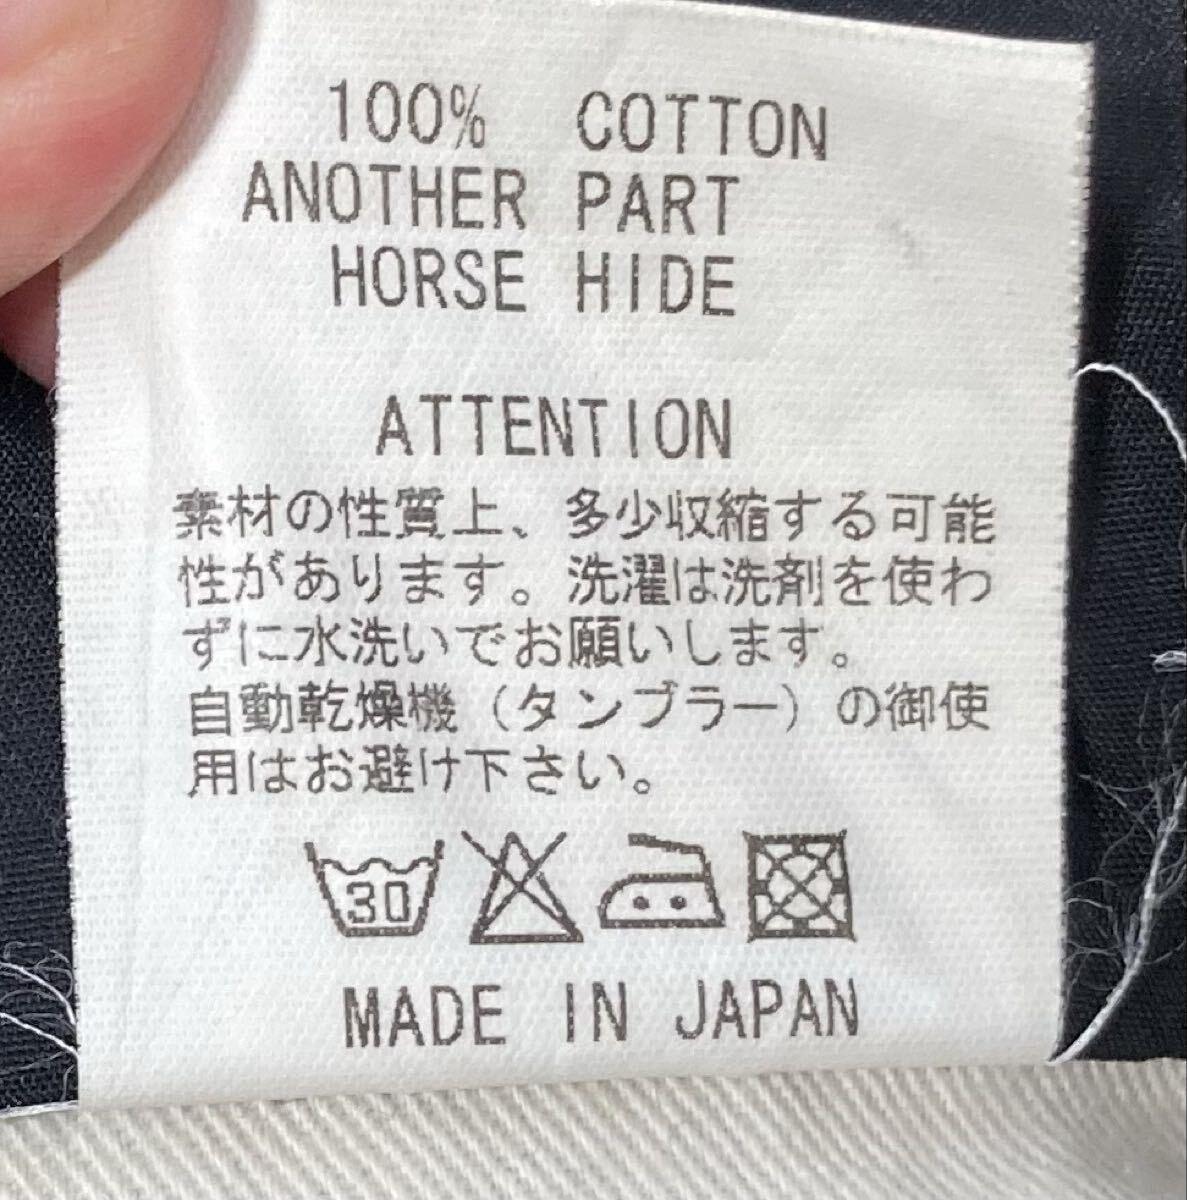 100% COTTON
ANOTHER PART
HORSE HIDE
ATTENTION
素材の性質上、多少収縮する可能
性があります。洗濯は洗剤を使わ
ずに水洗いでお願いします。
自動乾燥機（タンブラー）の御使
用はお避け下さい。
30
MADE IN JAPAN